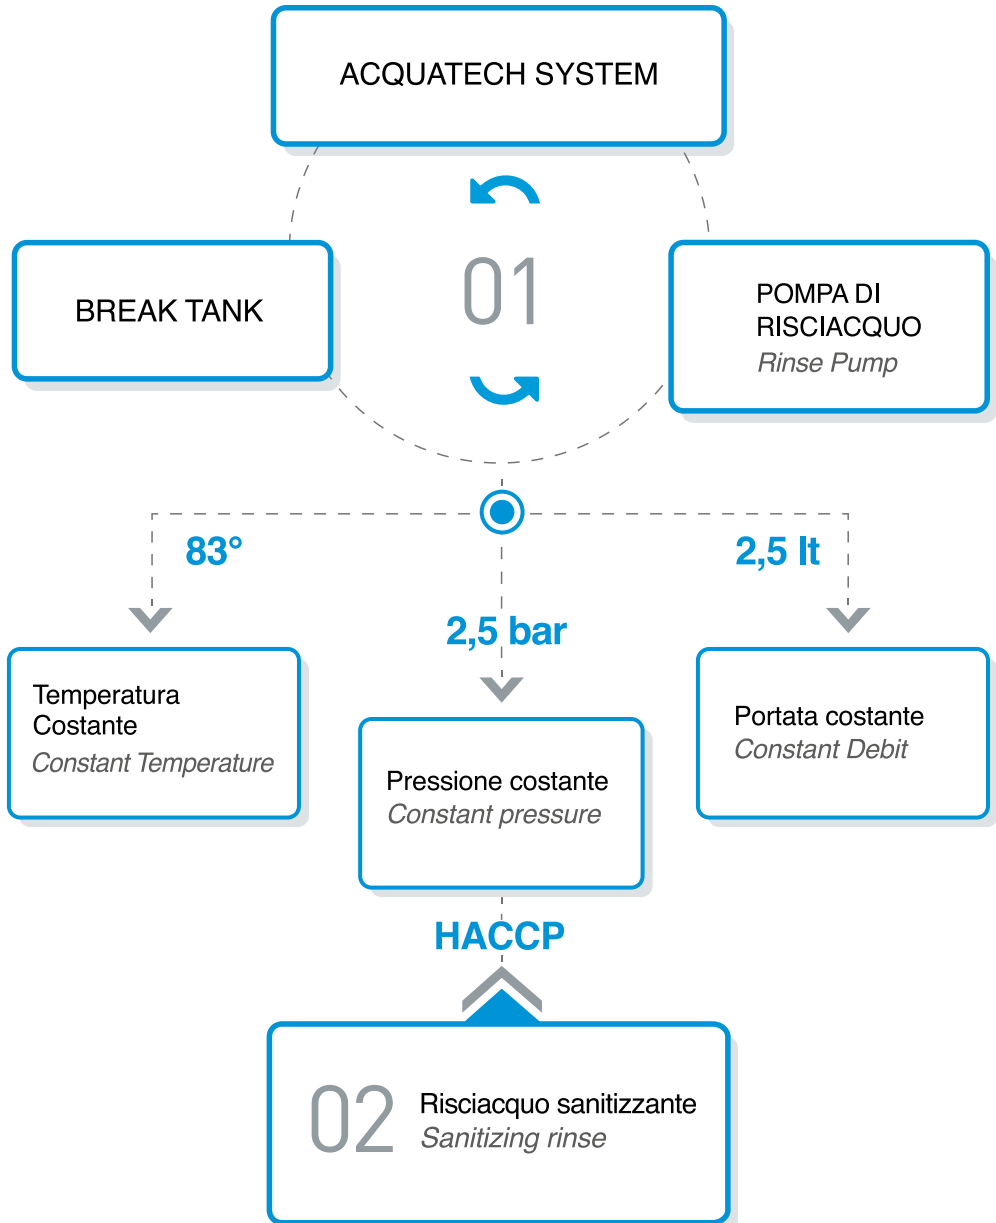 ACQUATECH SYSTEM
01
BREAK TANK
POMPA DI
RISCIACQUO
Rinse Pump
83°
2,5 bar
2,5 lt
Temperatura
Costante
Constant Temperature
Pressione costante
Constant pressure
Portata costante
Constant Debit
HACCP
02
Risciacquo sanitizzante
Sanitizing rinse